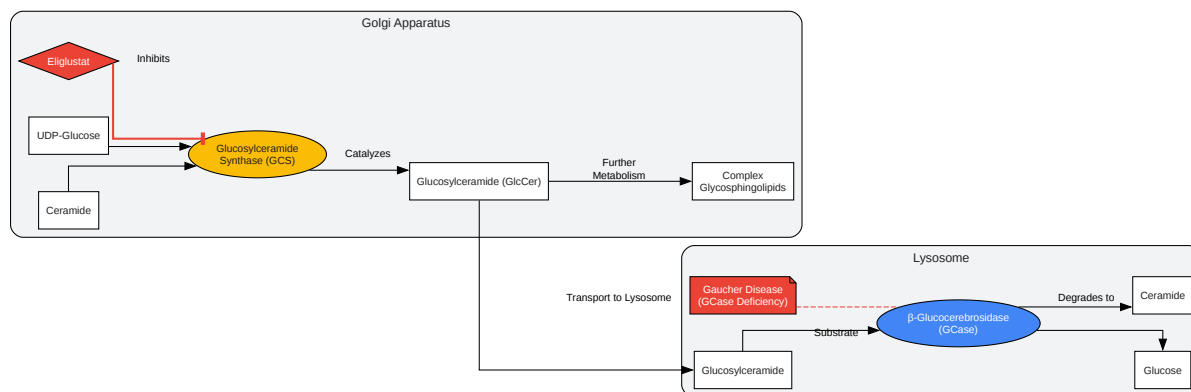 Golgi Apparatus
Eliglustat
Inhibits
UDP-Glucose
Glucosylceramide
Synthase (GCS)
Catalyzes
Ceramide
Glucosylceramide (GlcCer)
Further
Metabolism
Complex
Glycosphingolipids
Transport to Lysosome
Lysosome
Gaucher Disease
(GCase Deficiency)
β-Glucocerebrosidase
(GCase)
Degrades to
Ceramide
Substrate
Glucosylceramide
Glucose